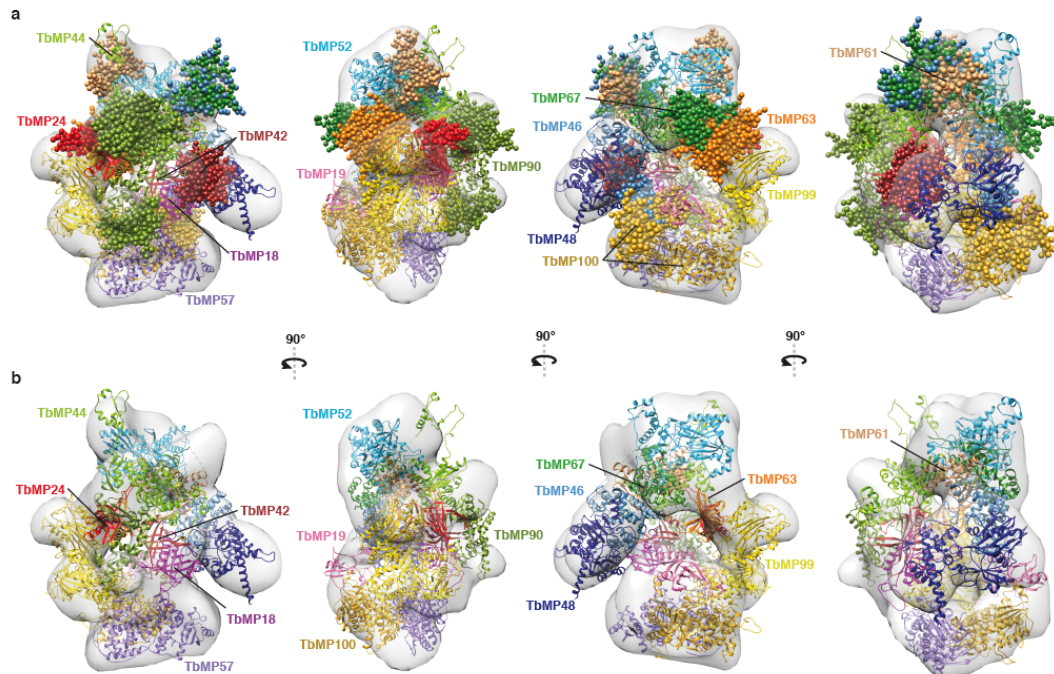 a
TbMP44
TbMP24
TbMP42
TbMP18
TbMP57
TbMP52
TbMP19
TbMP90
TbMP67
TbMP46
TbMP63
TbMP99
TbMP48
TbMP100
TbMP61
90°
90°
90°
b
TbMP44
TbMP24
TbMP42
TbMP18
TbMP57
TbMP52
TbMP19
TbMP90
TbMP100
TbMP67
TbMP46
TbMP63
TbMP99
TbMP48
TbMP61